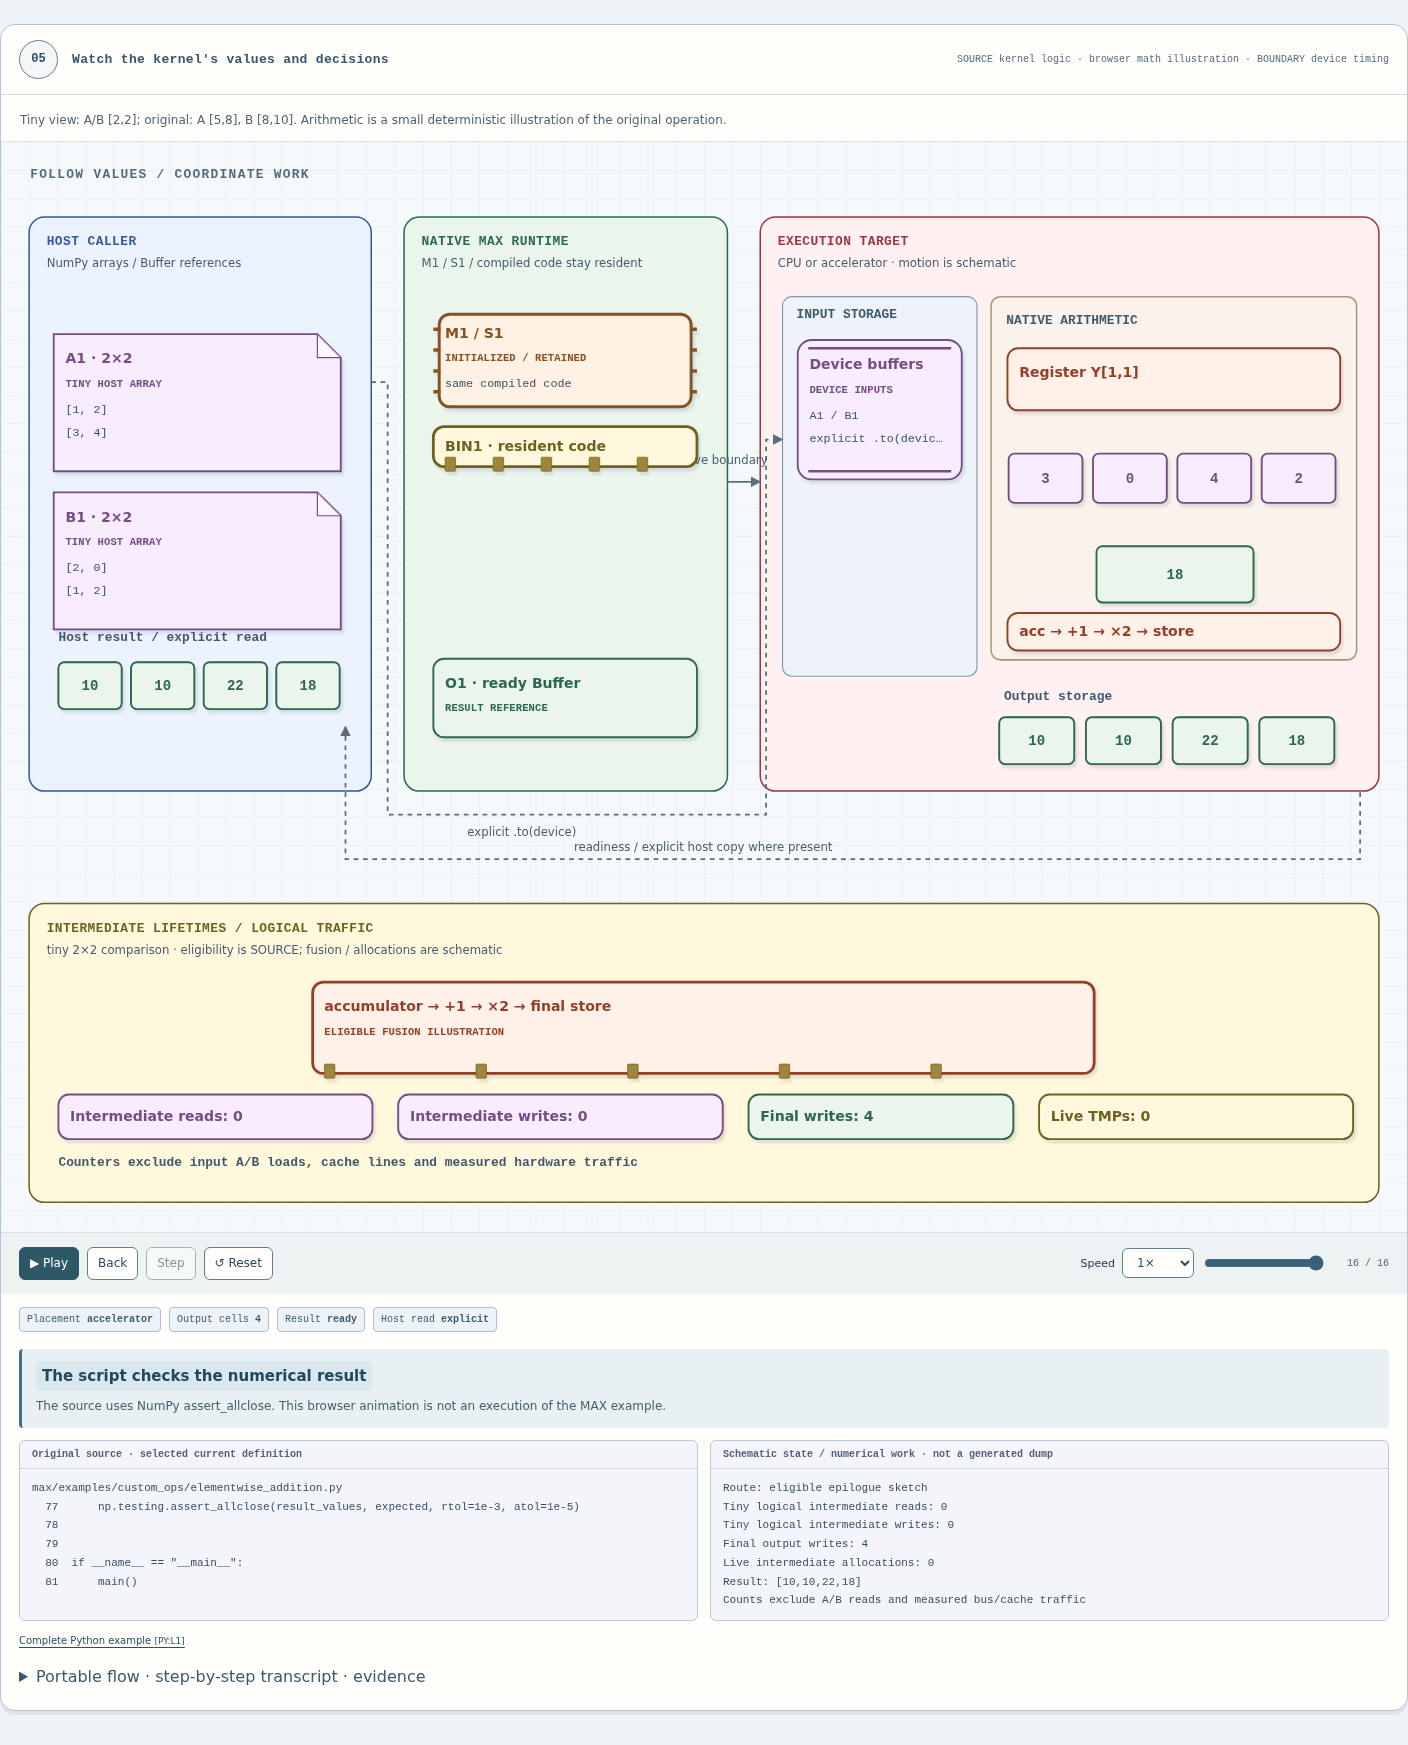 05
Watch the kernel's values and decisions
SOURCE kernel logic · browser math illustration · BOUNDARY device timing
Tiny view: A/B [2,2]; original: A [5,8], B [8,10]. Arithmetic is a small deterministic illustration of the original operation.
FOLLOW VALUES / COORDINATE WORK
HOST CALLER
NumPy arrays / Buffer references
A1 · 2×2
TINY HOST ARRAY
[1, 2]
[3, 4]
B1 · 2×2
TINY HOST ARRAY
[2, 0]
[1, 2]
Host result / explicit read
10 10 22 18
NATIVE MAX RUNTIME
M1 / S1 / compiled code stay resident
M1 / S1
INITIALIZED / RETAINED
same compiled code
BIN1 · resident code
boundary
O1 · ready Buffer
RESULT REFERENCE
EXECUTION TARGET
CPU or accelerator · motion is schematic
INPUT STORAGE
Device buffers
DEVICE INPUTS
A1 / B1
explicit .to(devic…
NATIVE ARITHMETIC
Register Y[1,1]
3 0 4 2
18
acc → +1 → ×2 → store
Output storage
10 10 22 18
explicit .to(device)
readiness / explicit host copy where present
INTERMEDIATE LIFETIMES / LOGICAL TRAFFIC
tiny 2×2 comparison · eligibility is SOURCE; fusion / allocations are schematic
accumulator → +1 → ×2 → final store
ELIGIBLE FUSION ILLUSTRATION
Intermediate reads: 0
Intermediate writes: 0
Final writes: 4
Live TMPs: 0
Counters exclude input A/B loads, cache lines and measured hardware traffic
▶ Play
Back
Step
↺ Reset
Speed
1×
16 / 16
Placement accelerator
Output cells 4
Result ready
Host read explicit
The script checks the numerical result
The source uses NumPy assert_allclose. This browser animation is not an execution of the MAX example.
Original source · selected current definition
max/examples/custom_ops/elementwise_addition.py
77 np.testing.assert_allclose(result_values, expected, rtol=1e-3, atol=1e-5)
78
79
80 if __name__ == "__main__":
81 main()
Schematic state / numerical work · not a generated dump
Route: eligible epilogue sketch
Tiny logical intermediate reads: 0
Tiny logical intermediate writes: 0
Final output writes: 4
Live intermediate allocations: 0
Result: [10,10,22,18]
Counts exclude A/B reads and measured bus/cache traffic
Complete Python example [PY:L1]
▶ Portable flow · step-by-step transcript · evidence